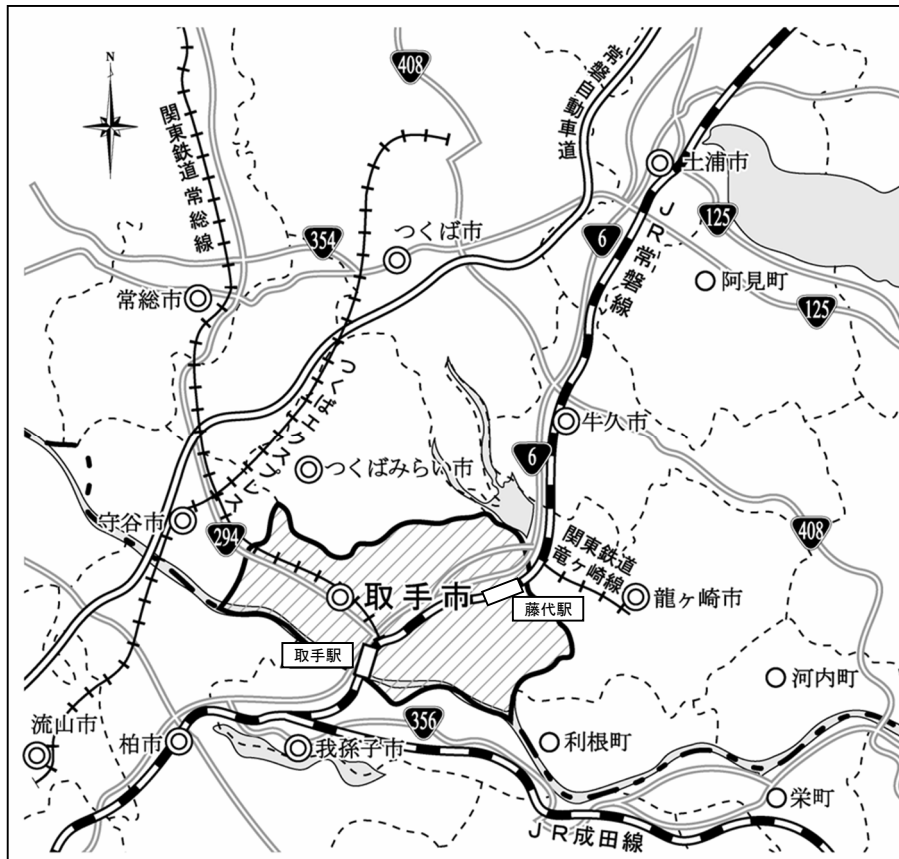 N
408
常磐自動車道
関東鉄道常総線
土浦市
125
354
つくば市
6
JR常磐線
阿見町
125
常総市
つくばエクスプレス
牛久市
6
つくばみらい市
守谷市
294
408
関東鉄道
竜ヶ崎線
取手市
藤代駅
龍ヶ崎市
取手駅
河内町
流山市
柏市
356
我孫子市
利根町
栄町
JR成田線